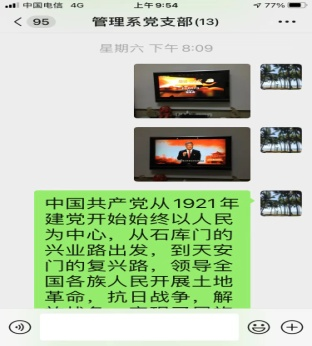 中国电信 4G 上午9:54 77%
95 管理系党支部(13)
星期六 下午8:09
中国共产党从1921年
建党开始始终以人民
为中心，从石库门的
兴业路出发，到天安
门的复兴路，领导全
国各族人民开展土地
革命，抗日战争，解